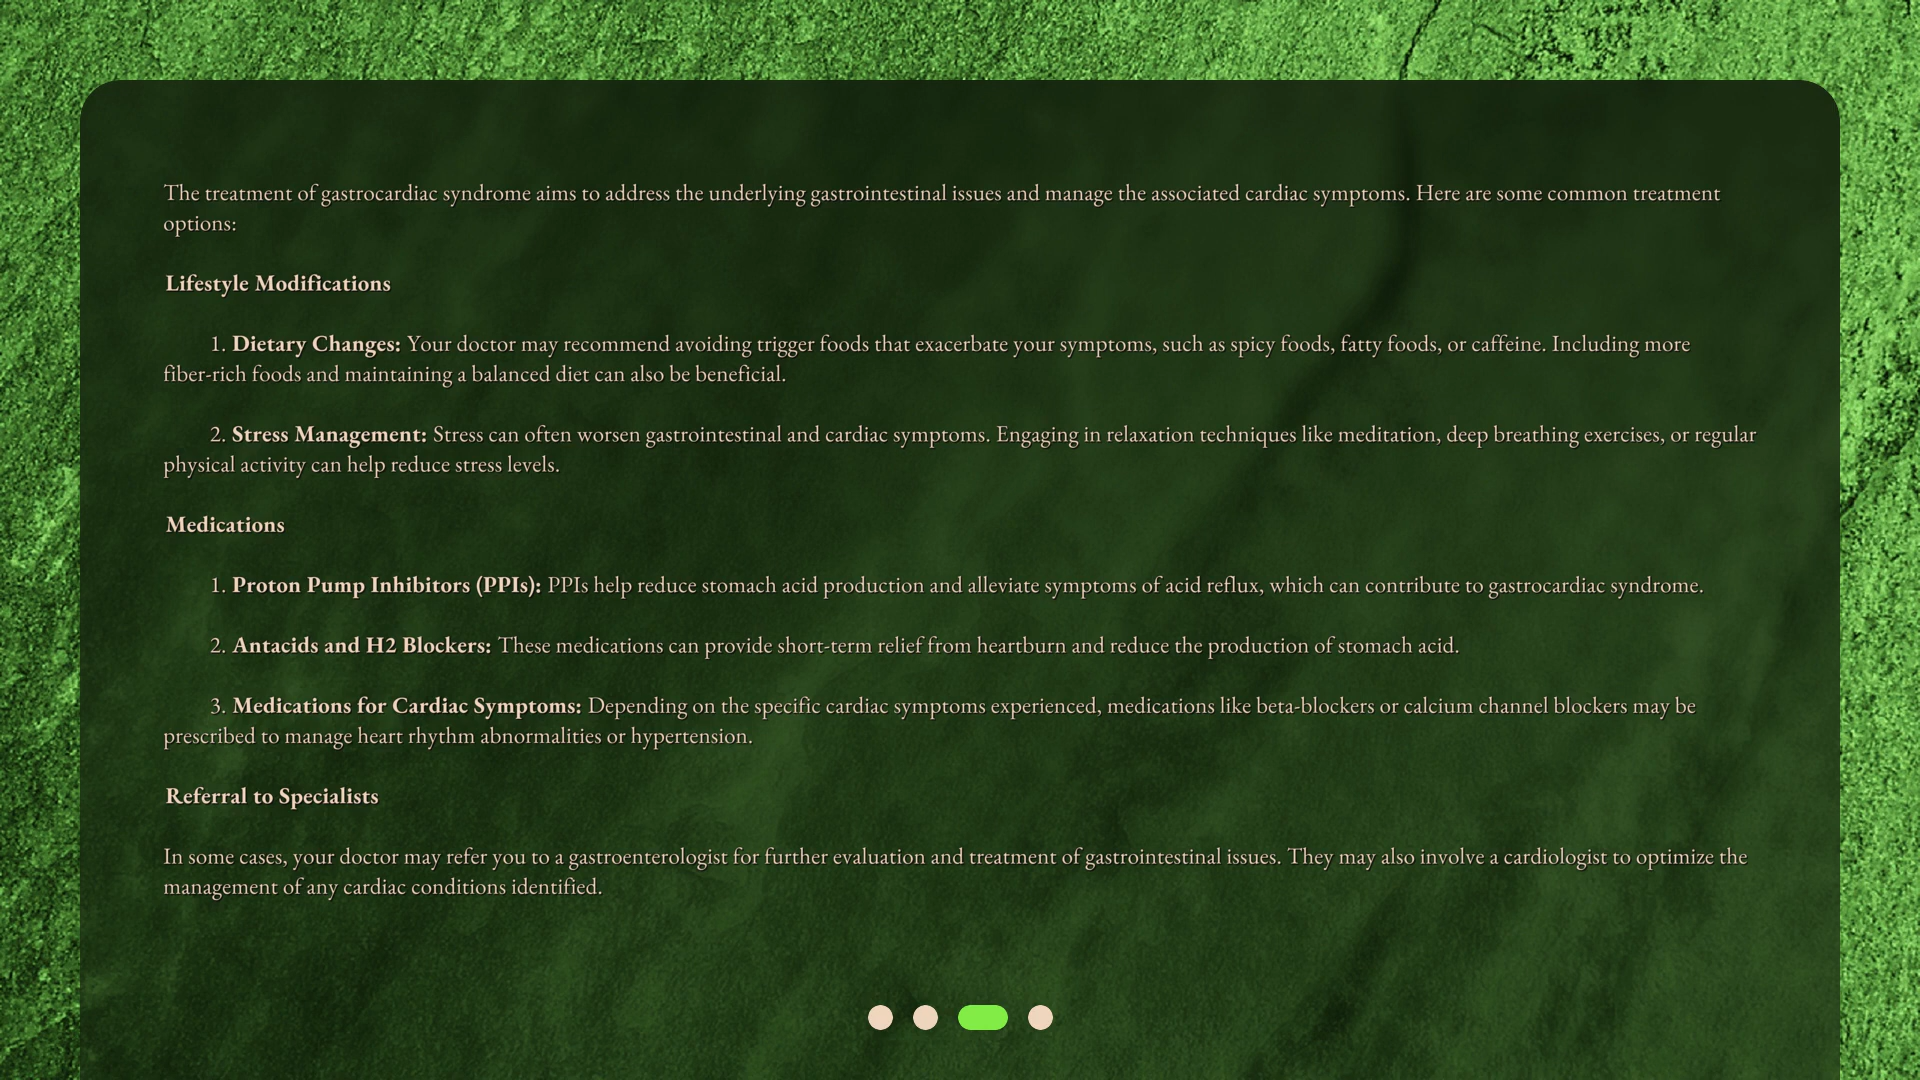 The treatment of gastrocardiac syndrome aims to address the underlying gastrointestinal issues and manage the associated cardiac symptoms. Here are some common treatment
options:
Lifestyle Modifications
1. Dietary Changes: Your doctor may recommend avoiding trigger foods that exacerbate your symptoms, such as spicy foods, fatty foods, or caffeine. Including more
fiber-rich foods and maintaining a balanced diet can also be beneficial.
2. Stress Management: Stress can often worsen gastrointestinal and cardiac symptoms. Engaging in relaxation techniques like meditation, deep breathing exercises, or regular
physical activity can help reduce stress levels.
Medications
1. Proton Pump Inhibitors (PPIs): PPIs help reduce stomach acid production and alleviate symptoms of acid reflux, which can contribute to gastrocardiac syndrome.
2. Antacids and H2 Blockers: These medications can provide short-term relief from heartburn and reduce the production of stomach acid.
3. Medications for Cardiac Symptoms: Depending on the specific cardiac symptoms experienced, medications like beta-blockers or calcium channel blockers may be
prescribed to manage heart rhythm abnormalities or hypertension.
Referral to Specialists
In some cases, your doctor may refer you to a gastroenterologist for further evaluation and treatment of gastrointestinal issues. They may also involve a cardiologist to optimize the
management of any cardiac conditions identified.